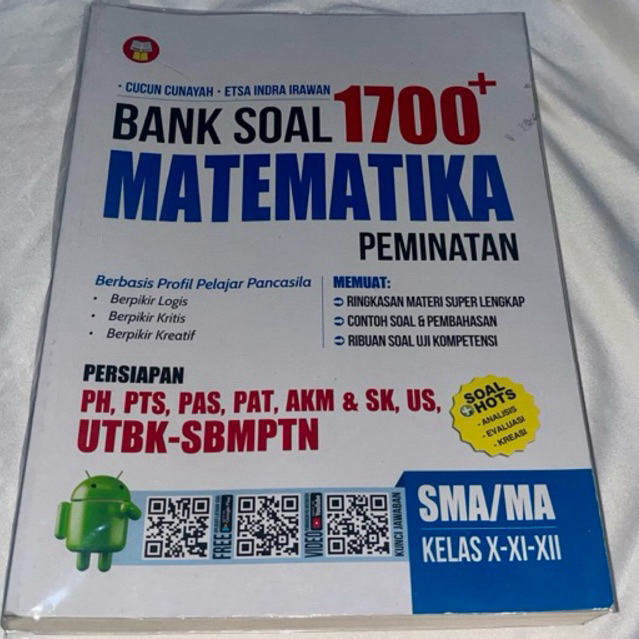 • CUCUN CUNAYAH • ETSA INDRA IRAWAN
BANK SOAL 1700+
MATEMATIKA
PEMINATAN
Berbasis Profil Pelajar Pancasila
• Berpikir Logis
• Berpikir Kritis
• Berpikir Kreatif
MEMUAT:
RINGKASAN MATERI SUPER LENGKAP
CONTOH SOAL & PEMBAHASAN
RIBUAN SOAL UJI KOMPETENSI
PERSIAPAN
PH, PTS, PAS, PAT, AKM & SK, US,
UTBK-SBMPTN
SOAL
+ HOTS
- ANALISIS
- EVALUASI
- KREASI
FREE
VIDEO
KUNCI JAWABAN
SMA/MA
KELAS X-XI-XII